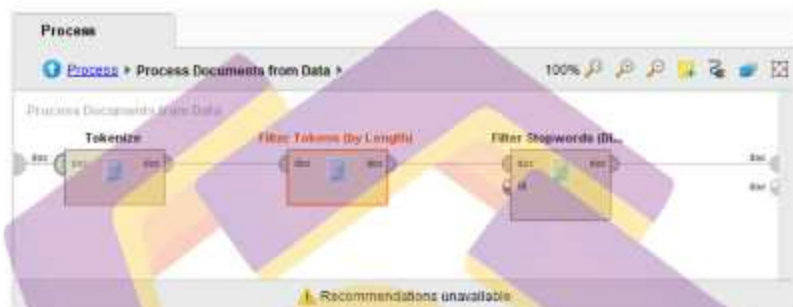 Process
Process ▸ Process Documents from Data ▸
100%
Process Documents from Data
Tokenize
Filter Tokens (by Length)
Filter Stopwords (Di...
doc doc doc doc doc doc doc doc
doc
Recommendations unavailable